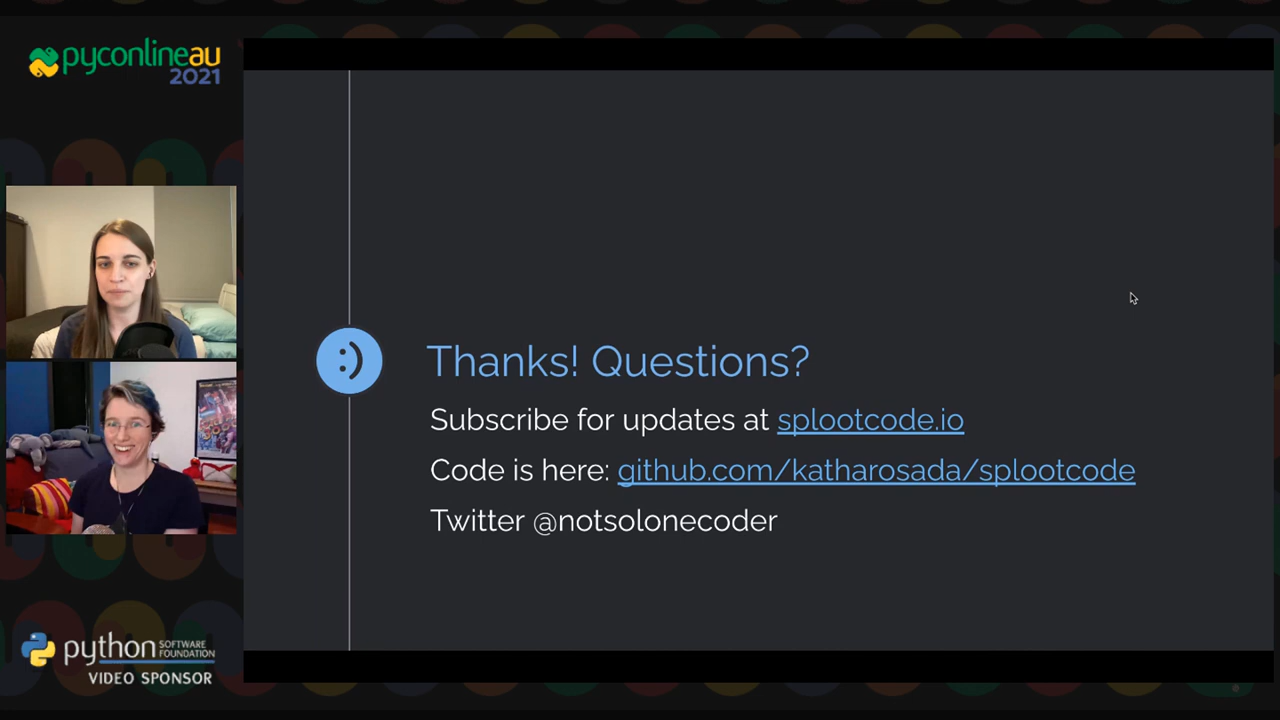 pyconlineau
2021
:)
Thanks! Questions?
Subscribe for updates at splootcode.io
Code is here: github.com/katharosada/splootcode
Twitter @notsolonecoder
python SOFTWARE FOUNDATION
VIDEO SPONSOR